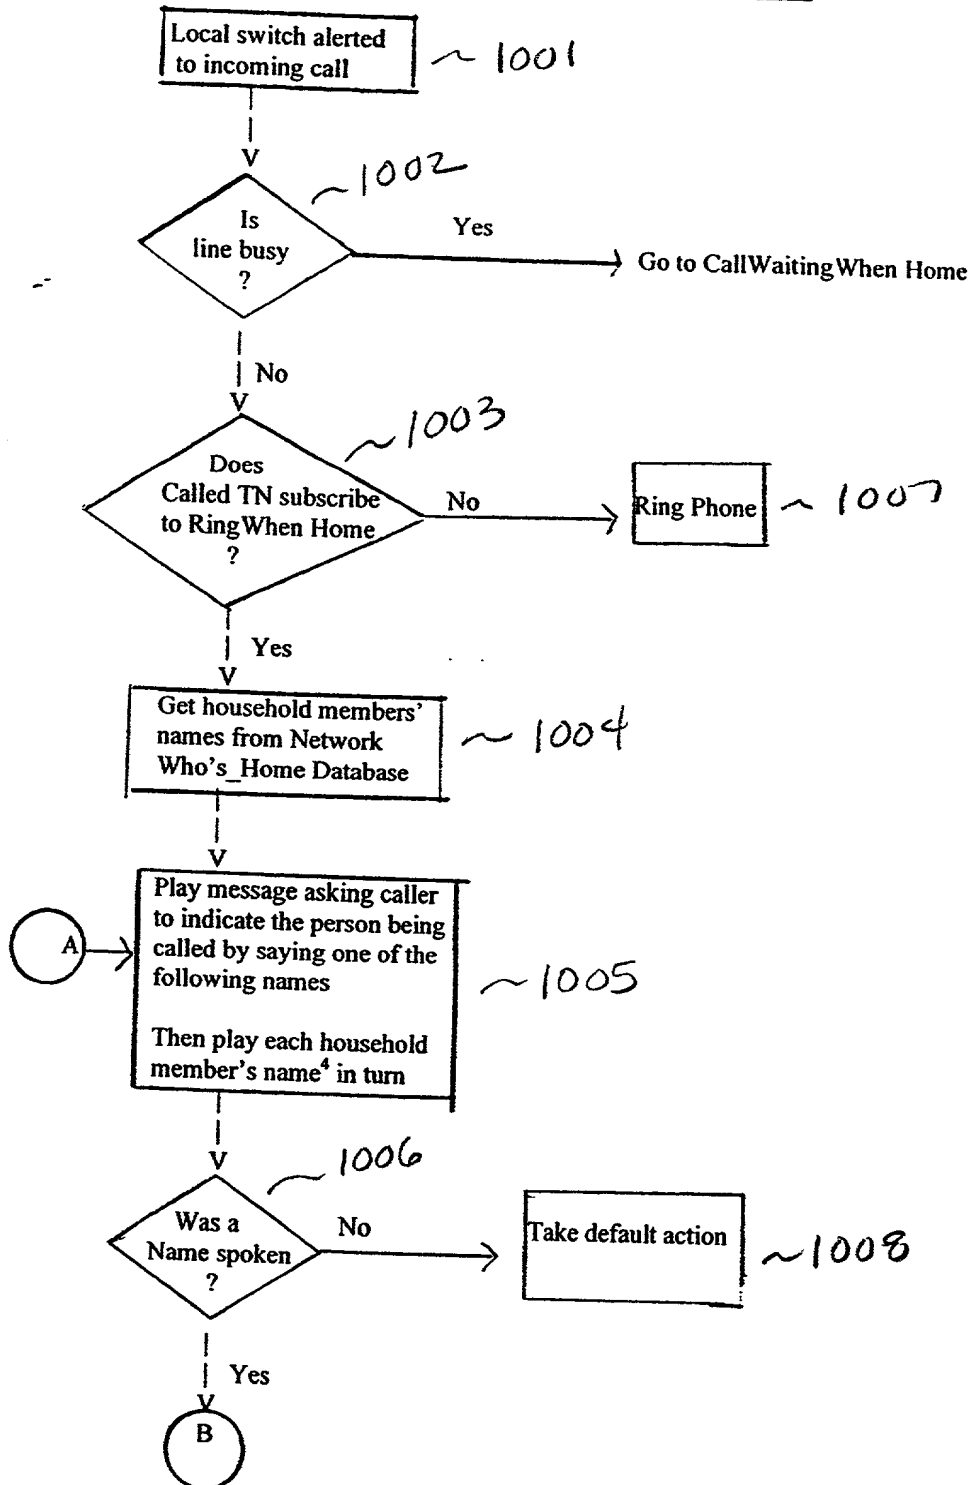 Local switch alerted
to incoming call
~ 1001
~1002
Is
line busy
?
Yes
Go to CallWaitingWhen Home
No
~1003
Does
Called TN subscribe
to RingWhen Home
?
No
Ring Phone
~ 1007
Yes
Get household members'
names from Network
Who's_Home Database
~ 1004
A
Play message asking caller
to indicate the person being
called by saying one of the
following names
Then play each household
member's name⁴ in turn
~1005
~1006
Was a
Name spoken
?
No
Take default action
~1008
Yes
B